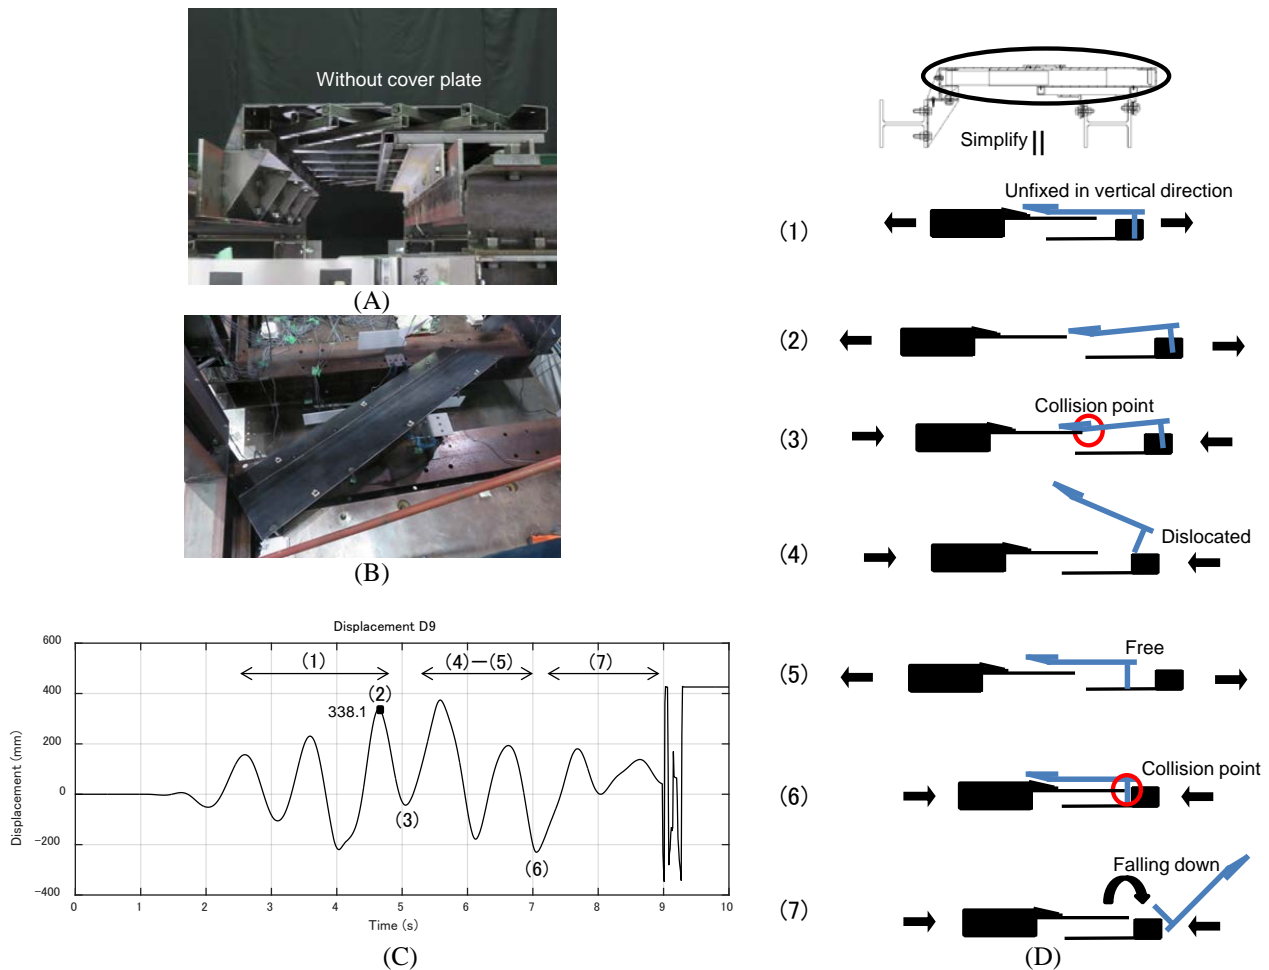 Without cover plate
(A)
(B)
Displacement D9
600
400
200
0
-200
-400
Displacement (mm)
0 1 2 3 4 5 6 7 8 9 10
Time (s)
(1)
(2)
338.1
(3)
(4)—(5)
(6)
(7)
(C)
Simplify
(1)
Unfixed in vertical direction
(2)
(3)
Collision point
(4)
Dislocated
(5)
Free
(6)
Collision point
(7)
Falling down
(D)